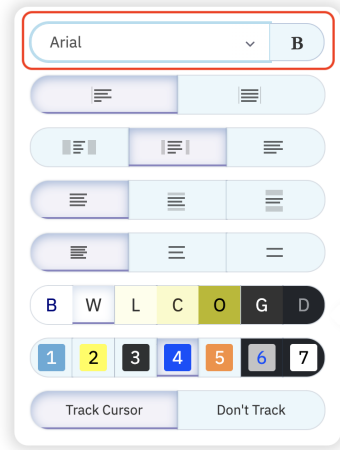 Arial B
B W L C O G D
1 2 3 4 5 6 7
Track Cursor Don't Track